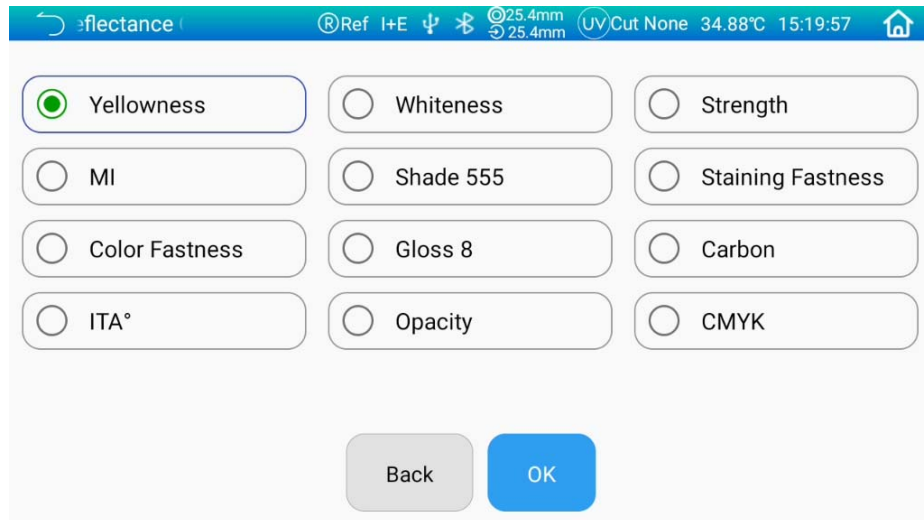 eflectance
®Ref I+E 25.4mm 25.4mm UV Cut None 34.88℃ 15:19:57
Yellowness Whiteness Strength
MI Shade 555 Staining Fastness
Color Fastness Gloss 8 Carbon
ITA° Opacity CMYK
Back OK